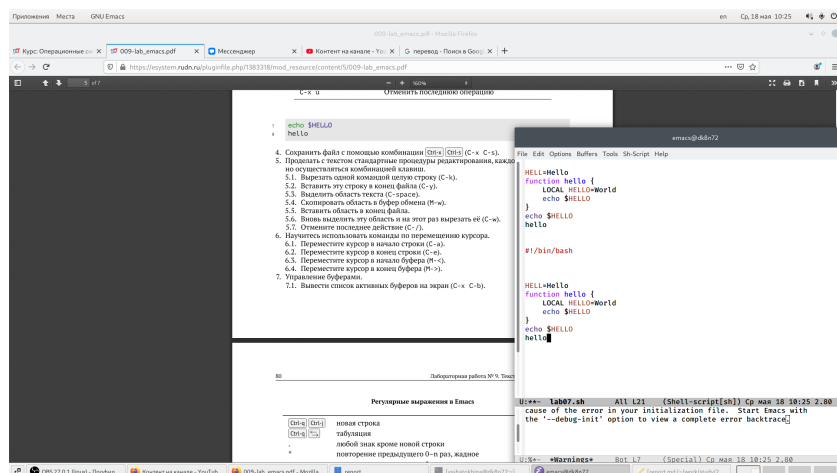 Приложения Места GNU Emacs
en Ср, 18 мая 10:25
009-lab_emacs.pdf - Mozilla Firefox
Курс: Операционные си
009-lab_emacs.pdf
Мессенджер
Контент на канале - You
перевод - Поиск в Goog
https://esystem.rudn.ru/pluginfile.php/1383318/mod_resource/content/5/009-lab_emacs.pdf
5 из 7
160%
C-x u Отменить последнюю операцию
7 echo $HELLO
8 hello
4. Сохранить файл с помощью комбинации Ctrl-x Ctrl-s (C-x C-s).
5. Проделать с текстом стандартные процедуры редактирования, каждо
но осуществляться комбинацией клавиш.
5.1. Вырезать одной командой целую строку (C-k).
5.2. Вставить эту строку в конец файла (C-y).
5.3. Выделить область текста (C-space).
5.4. Скопировать область в буфер обмена (M-w).
5.5. Вставить область в конец файла.
5.6. Вновь выделить эту область и на этот раз вырезать её (C-w).
5.7. Отмените последнее действие (C-/).
6. Научитесь использовать команды по перемещению курсора.
6.1. Переместите курсор в начало строки (C-a).
6.2. Переместите курсор в конец строки (C-e).
6.3. Переместите курсор в начало буфера (M-<).
6.4. Переместите курсор в конец буфера (M->).
7. Управление буферами.
7.1. Вывести список активных буферов на экран (C-x C-b).
80 Лабораторная работа № 9. Текс
Регулярные выражения в Emacs
Ctrl-q Ctrl-j новая строка
Ctrl-q табуляция
. любой знак кроме новой строки
* повторение предыдущего 0-n раз, жадное
emacs@dk8n72
File Edit Options Buffers Tools Sh-Script Help
HELL=Hello
function hello {
LOCAL HELLO=World
echo $HELLO
}
echo $HELLO
hello
#!/bin/bash
HELL=Hello
function hello {
LOCAL HELLO=World
echo $HELLO
}
echo $HELLO
hello
U:**- lab07.sh All L21 (Shell-script[sh]) Ср мая 18 10:25 2.80
cause of the error in your initialization file. Start Emacs with
the '--debug-init' option to view a complete error backtrace.
U:%*- *Warnings* Bot L7 (Special) Ср мая 18 10:25 2.80
OBS 27.0.1 (linux) - Профил
Контент на канале - YouTub
009-lab_emacs.pdf - Mozilla
report
emacs@dk8n72